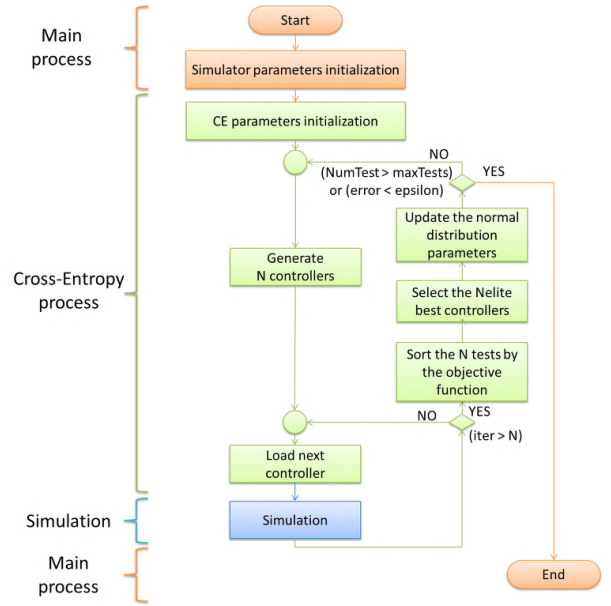 Main
process
Start
Simulator parameters initialization
CE parameters initialization
NO
YES
(NumTest > maxTests)
or (error < epsilon)
Update the normal
distribution
parameters
Generate
N controllers
Cross-Entropy
process
Select the Nelite
best controllers
Sort the N tests by
the objective
function
NO
YES
(iter > N)
Load next
controller
Simulation
Simulation
Main
process
End